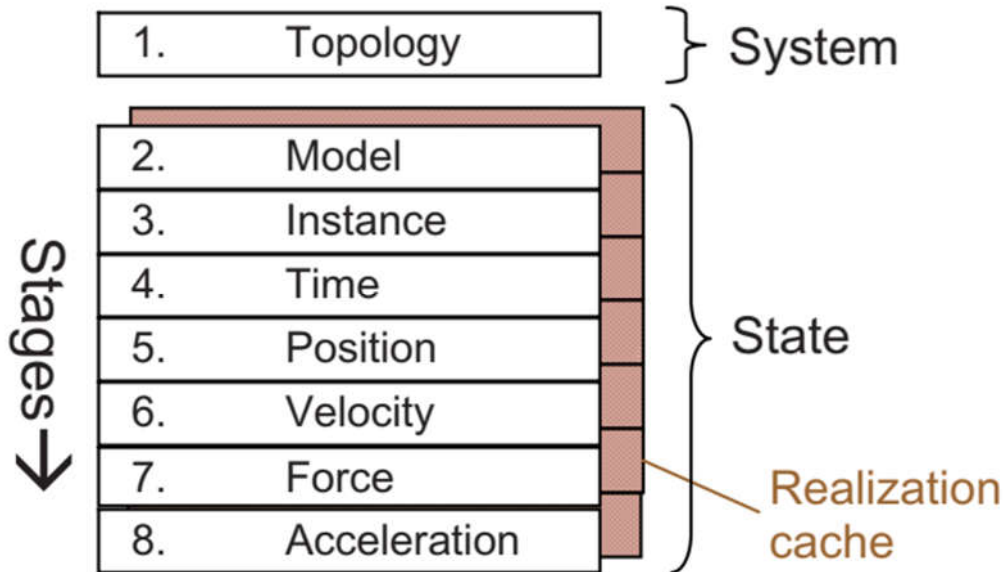 1. Topology
System
2. Model
3. Instance
4. Time
5. Position
6. Velocity
7. Force
8. Acceleration
Stages →
State
Realization
cache